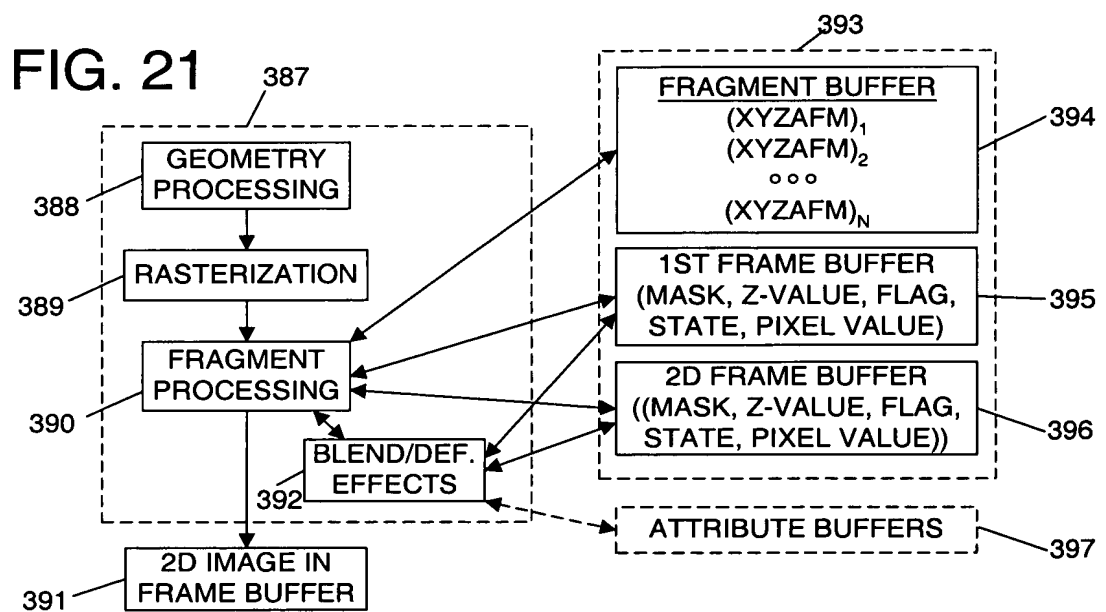 FIG. 21
387
GEOMETRY
PROCESSING
388
RASTERIZATION
389
FRAGMENT
PROCESSING
390
BLEND/DEF.
EFFECTS
392
2D IMAGE IN
FRAME BUFFER
391
393
FRAGMENT BUFFER
(XYZAFM)1
(XYZAFM)2
ooo
(XYZAFM)N
394
1ST FRAME BUFFER
(MASK, Z-VALUE, FLAG,
STATE, PIXEL VALUE)
395
2D FRAME BUFFER
((MASK, Z-VALUE, FLAG,
STATE, PIXEL VALUE))
396
ATTRIBUTE BUFFERS
397